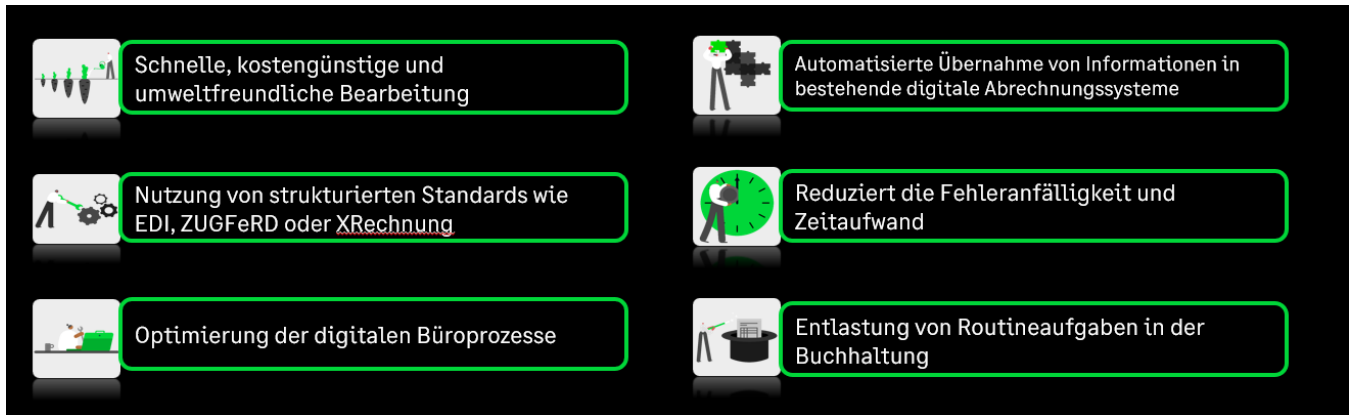 Schnelle, kostengünstige und
umweltfreundliche Bearbeitung
Automatisierte Übernahme von Informationen in
bestehende digitale Abrechnungssysteme
Nutzung von strukturierten Standards wie
EDI, ZUGFeRD oder XRechnung
Reduziert die Fehleranfälligkeit und
Zeitaufwand
Optimierung der digitalen Büroprozesse
Entlastung von Routineaufgaben in der
Buchhaltung